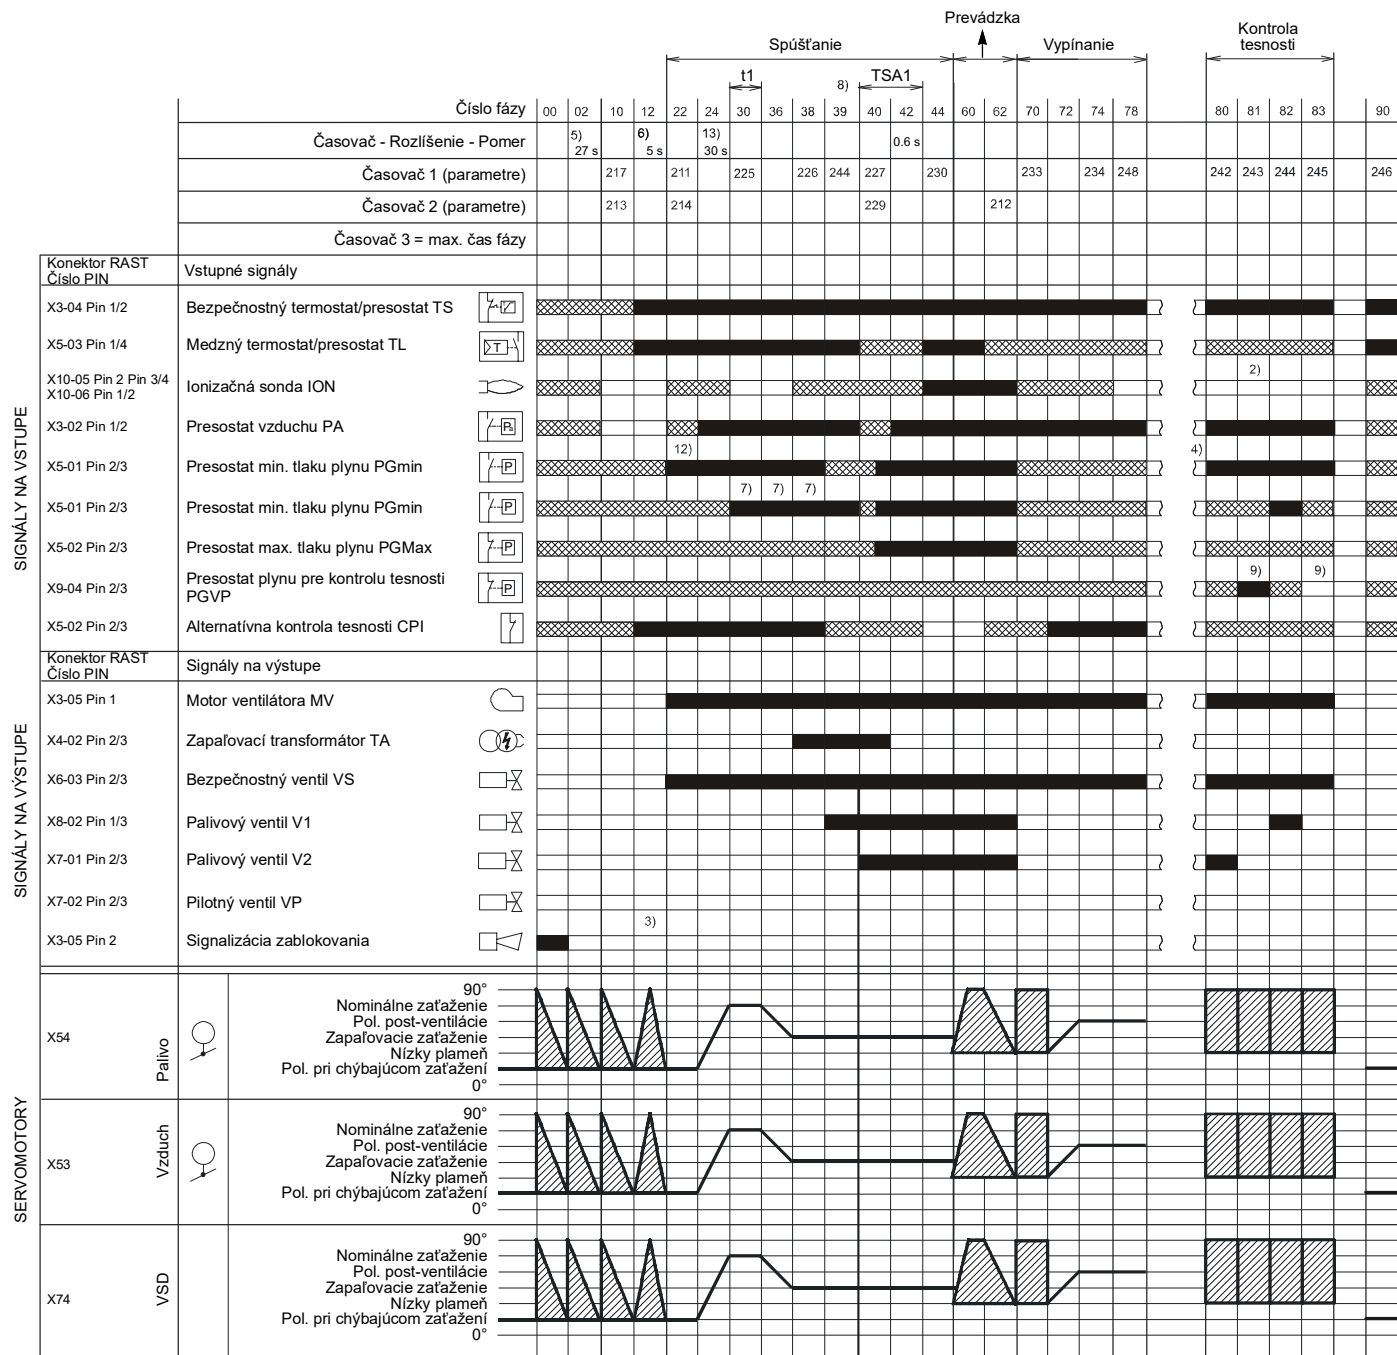 Prevádzka
Spúšťanie
Vypínanie
Kontrola
tesnosti
t1
8)
TSA1
Číslo fázy 00 02 10 12 22 24 30 36 38 39 40 42 44 60 62 70 72 74 78 80 81 82 83 90
Časovač - Rozlíšenie - Pomer 5) 27 s 6) 5 s 13) 30 s 0.6 s
Časovač 1 (parametre) 217 211 225 226 244 227 230 233 234 248 242 243 244 245 246
Časovač 2 (parametre) 213 214 229 212
Časovač 3 = max. čas fázy
Konektor RAST
Číslo PIN
Vstupné signály
SIGNÁLY NA VSTUPE
X3-04 Pin 1/2 Bezpečnostný termostat/presostat TS
X5-03 Pin 1/4 Medzný termostat/presostat TL T
2)
X10-05 Pin 2 Pin 3/4
X10-06 Pin 1/2
Ionizačná sonda ION
X3-02 Pin 1/2 Presostat vzduchu PA Pa
12) 4)
X5-01 Pin 2/3 Presostat min. tlaku plynu PGmin P
7) 7) 7)
X5-01 Pin 2/3 Presostat min. tlaku plynu PGmin P
X5-02 Pin 2/3 Presostat max. tlaku plynu PGMax P
9) 9)
X9-04 Pin 2/3 Presostat plynu pre kontrolu tesnosti
PGVP P
X5-02 Pin 2/3 Alternatívna kontrola tesnosti CPI
Konektor RAST
Číslo PIN
Signály na výstupe
SIGNÁLY NA VÝSTUPE
X3-05 Pin 1 Motor ventilátora MV
X4-02 Pin 2/3 Zapaľovací transformátor TA
X6-03 Pin 2/3 Bezpečnostný ventil VS
X8-02 Pin 1/3 Palivový ventil V1
X7-01 Pin 2/3 Palivový ventil V2
X7-02 Pin 2/3 Pilotný ventil VP
3)
X3-05 Pin 2 Signalizácia zablokovania
SERVOMOTORY
X54
Palivo
90°
Nominálne zaťaženie
Pol. post-ventilácie
Zapaľovacie zaťaženie
Nízky plameň
Pol. pri chýbajúcom zaťažení
0°
X53
Vzduch
90°
Nominálne zaťaženie
Pol. post-ventilácie
Zapaľovacie zaťaženie
Nízky plameň
Pol. pri chýbajúcom zaťažení
0°
X74
VSD
90°
Nominálne zaťaženie
Pol. post-ventilácie
Zapaľovacie zaťaženie
Nízky plameň
Pol. pri chýbajúcom zaťažení
0°